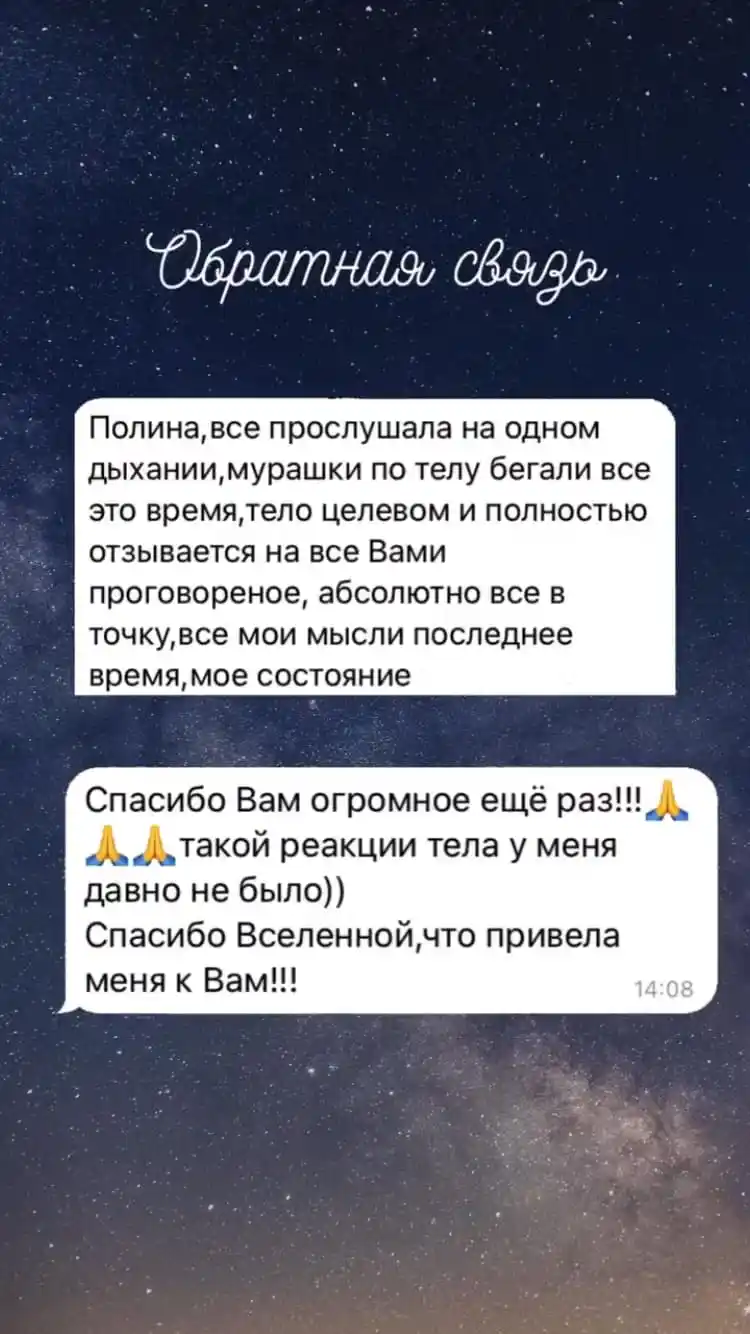 Обратная связь
Полина,все прослушала на одном
дыхании,мурашки по телу бегали все
это время,тело целевом и полностью
отзывается на все Вами
проговореное, абсолютно все в
точку,все мои мысли последнее
время,мое состояние
Спасибо Вам огромное ещё раз!!!🙏
🙏🙏такой реакции тела у меня
давно не было))
Спасибо Вселенной,что привела
меня к Вам!!!
14:08